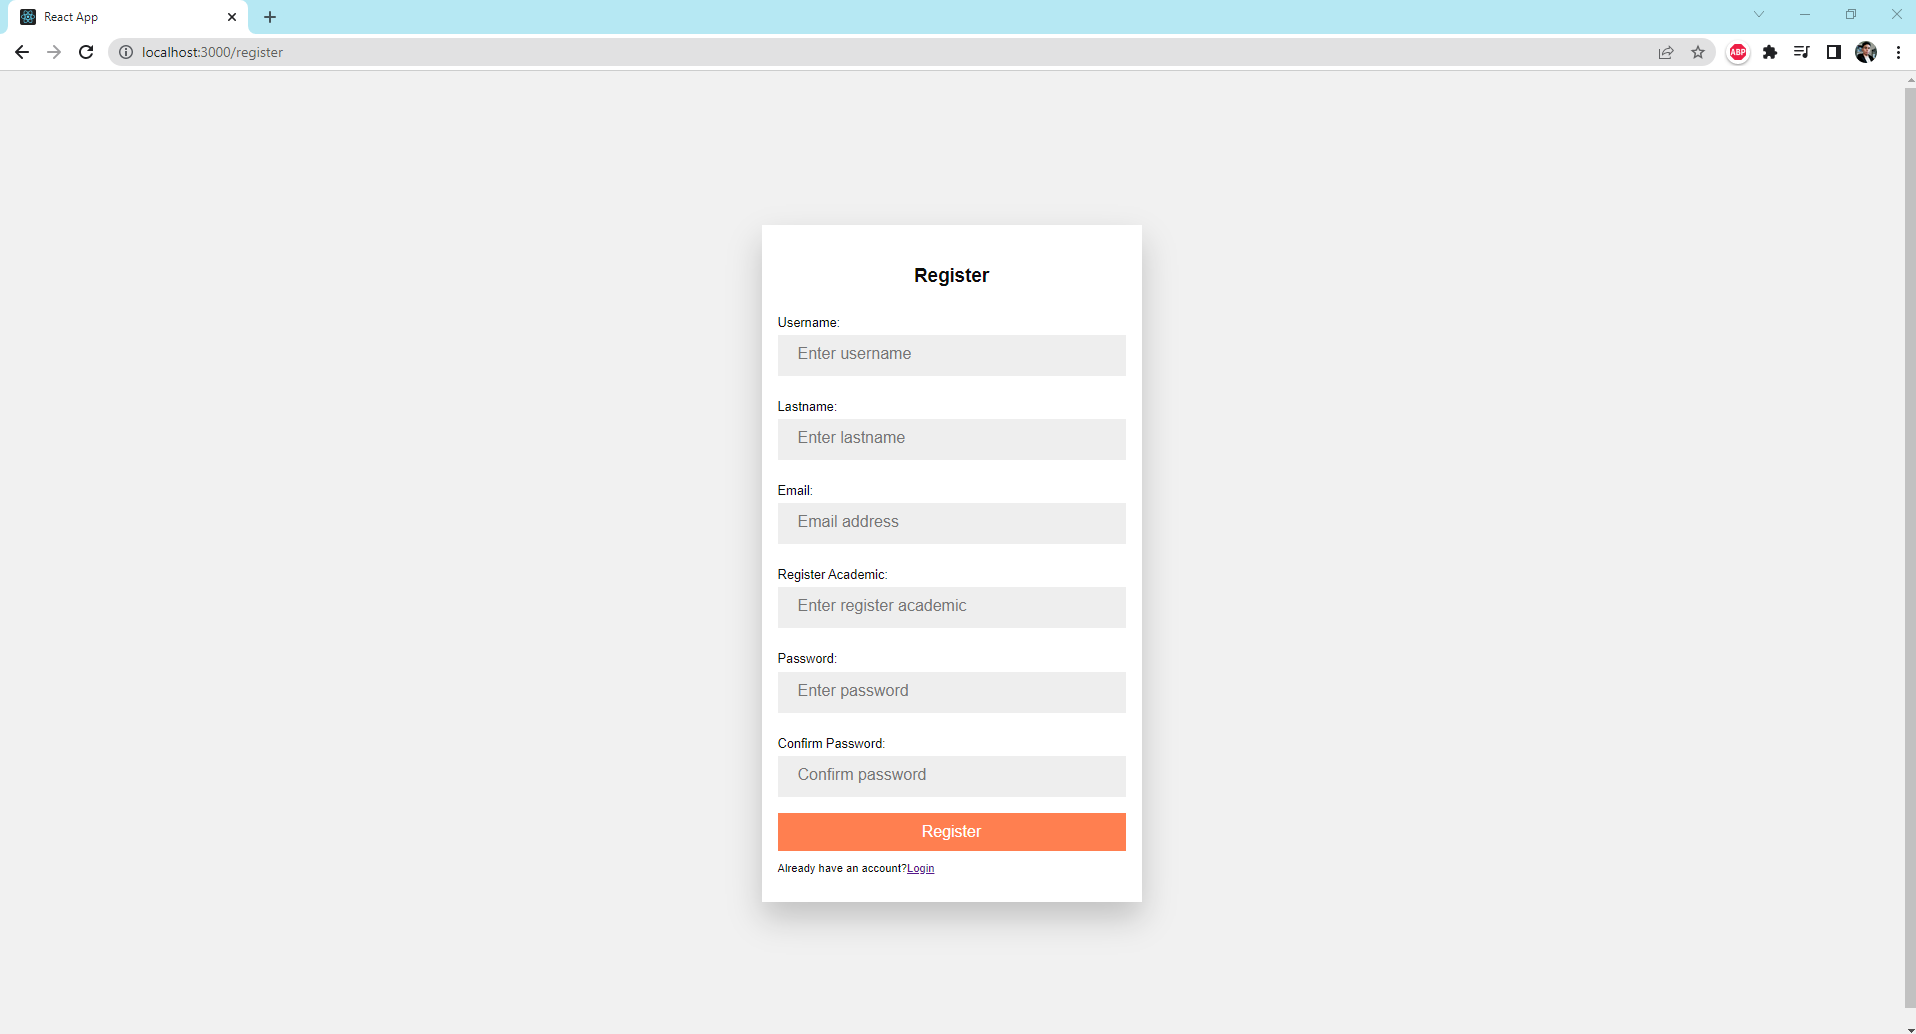 React App
localhost:3000/register
ABP
Register
Username:
Enter username
Lastname:
Enter lastname
Email:
Email address
Register Academic:
Enter register academic
Password:
Enter password
Confirm Password:
Confirm password
Register
Already have an account?Login